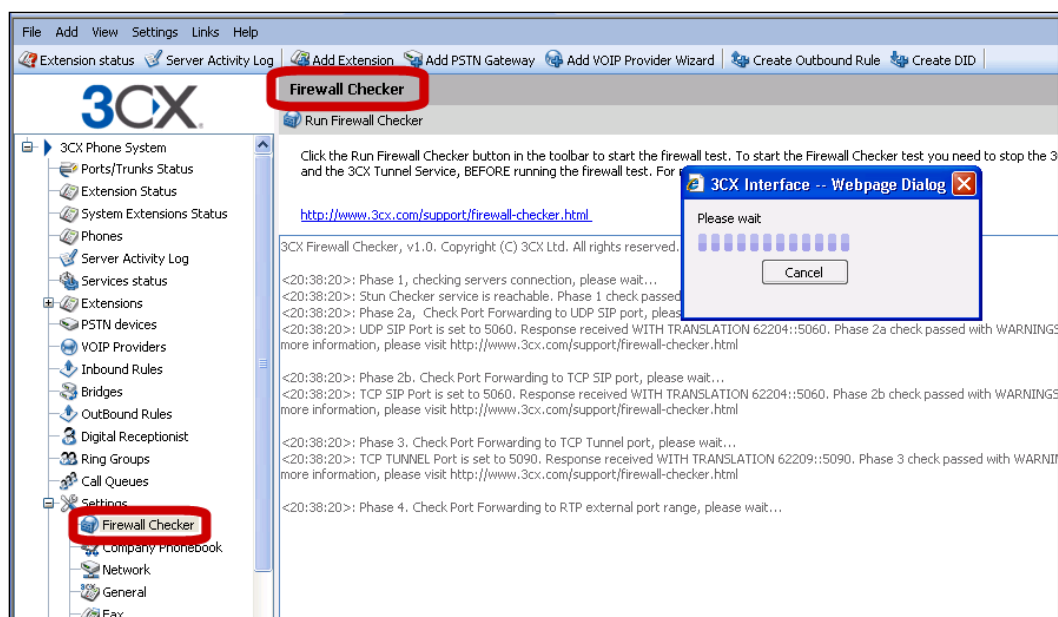 File Add View Settings Links Help
Extension status Server Activity Log Add Extension Add PSTN Gateway Add VOIP Provider Wizard Create Outbound Rule Create DID
3CX
Firewall Checker
Run Firewall Checker
3CX Phone System
Ports/Trunks Status
Extension Status
System Extensions Status
Phones
Server Activity Log
Services status
Extensions
PSTN devices
VOIP Providers
Inbound Rules
Bridges
OutBound Rules
Digital Receptionist
Ring Groups
Call Queues
Settings
Firewall Checker
Company Phonebook
Network
General
Fax
Click the Run Firewall Checker button in the toolbar to start the firewall test. To start the Firewall Checker test you need to stop the 3
and the 3CX Tunnel Service, BEFORE running the firewall test. For
http://www.3cx.com/support/firewall-checker.html
3CX Interface -- Webpage Dialog
Please wait
Cancel
3CX Firewall Checker, v1.0. Copyright (C) 3CX Ltd. All rights reserved.
<20:38:20>: Phase 1, checking servers connection, please wait...
<20:38:20>: Stun Checker service is reachable. Phase 1 check passed
<20:38:20>: Phase 2a, Check Port Forwarding to UDP SIP port, pleas
<20:38:20>: UDP SIP Port is set to 5060. Response received WITH TRANSLATION 62204::5060. Phase 2a check passed with WARNINGS
more information, please visit http://www.3cx.com/support/firewall-checker.html
<20:38:20>: Phase 2b. Check Port Forwarding to TCP SIP port, please wait...
<20:38:20>: TCP SIP Port is set to 5060. Response received WITH TRANSLATION 62204::5060. Phase 2b check passed with WARNINGS
more information, please visit http://www.3cx.com/support/firewall-checker.html
<20:38:20>: Phase 3. Check Port Forwarding to TCP Tunnel port, please wait...
<20:38:20>: TCP TUNNEL Port is set to 5090. Response received WITH TRANSLATION 62209::5090. Phase 3 check passed with WARNI
more information, please visit http://www.3cx.com/support/firewall-checker.html
<20:38:20>: Phase 4. Check Port Forwarding to RTP external port range, please wait...